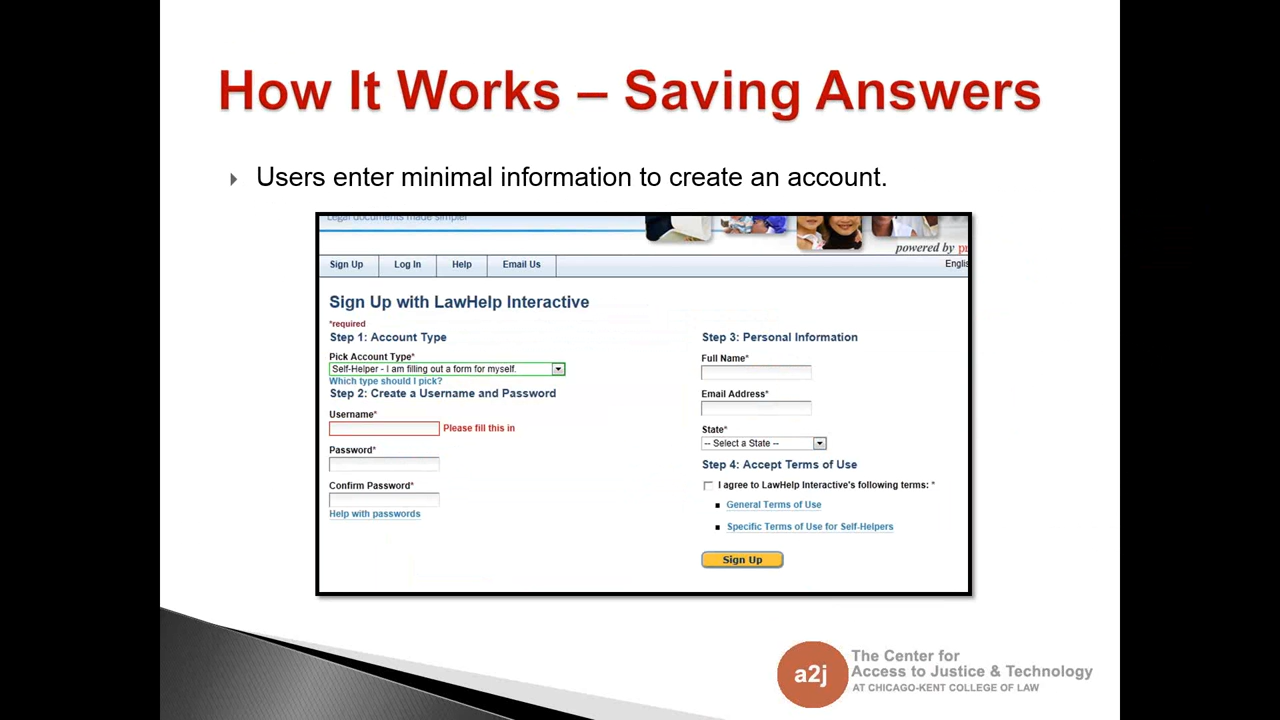 How It Works – Saving Answers
Users enter minimal information to create an account.
Legal documents made simpler
powered by
Sign Up
Log In
Help
Email Us
Sign Up with LawHelp Interactive
*required
Step 1: Account Type
Pick Account Type*
Self-Helper - I am filling out a form for myself.
Which type should I pick?
Step 2: Create a Username and Password
Username*
Please fill this in
Password*
Confirm Password*
Help with passwords
Step 3: Personal Information
Full Name*
Email Address*
State*
-- Select a State --
Step 4: Accept Terms of Use
I agree to LawHelp Interactive's following terms: *
General Terms of Use
Specific Terms of Use for Self-Helpers
Sign Up
a2j
The Center for
Access to Justice & Technology
AT CHICAGO-KENT COLLEGE OF LAW